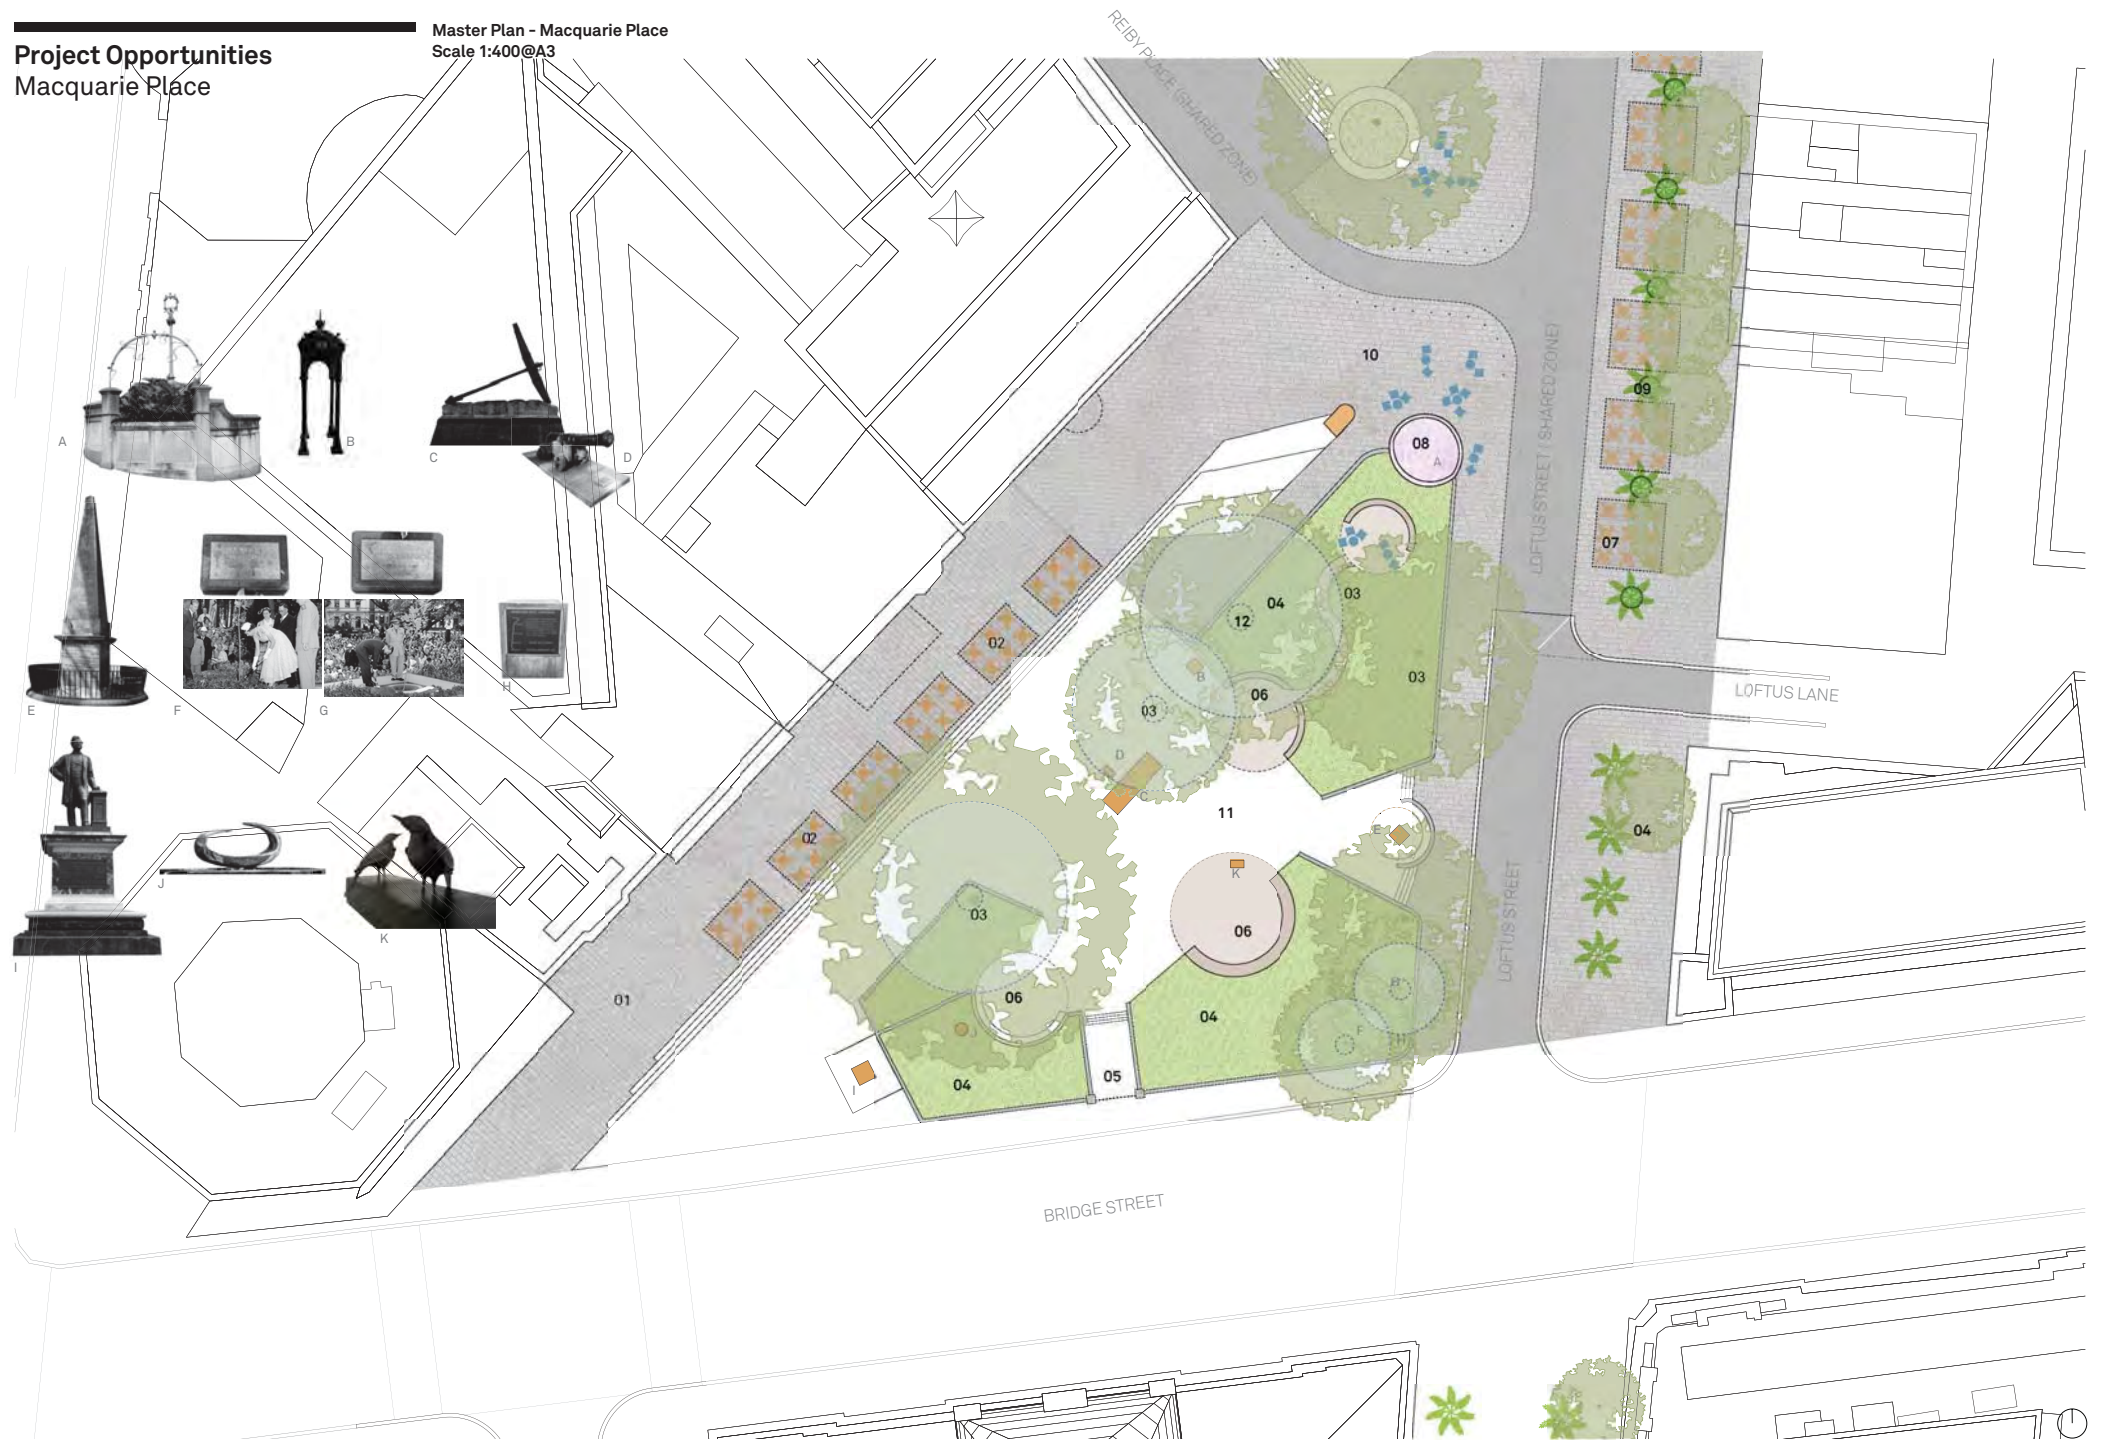 Project Opportunities
Macquarie Place
Master Plan - Macquarie Place
Scale 1:400@A3
REIBY PLACE (SHARED ZONE)
LOFTUS STREET (SHARED ZONE)
10
09
08
A
07
A
B
C
D
03
04
12
B
06
03
03
02
LOFTUS LANE
E
F
G
H
D
C
11
E
02
04
K
LOFTUS STREET
I
J
K
03
06
06
B
01
04
F
H
J
I
04
05
BRIDGE STREET